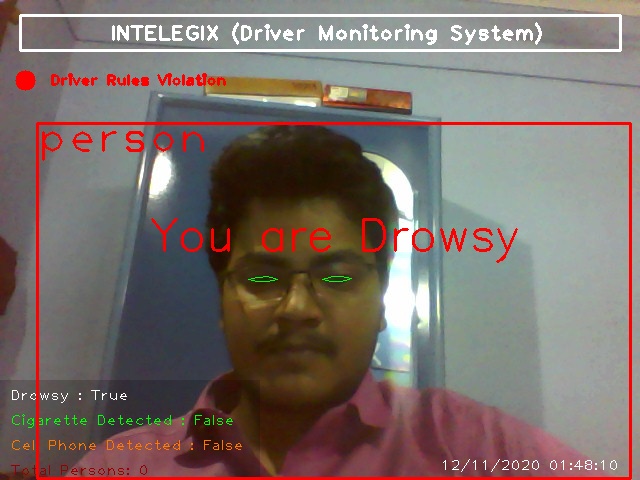 INTELEGIX (Driver Monitoring System)
Driver Rules Violation
person
You are Drowsy
Drowsy : True
Cigarette Detected : False
Cell Phone Detected : False
Total Persons: 0
12/11/2020 01:48:10